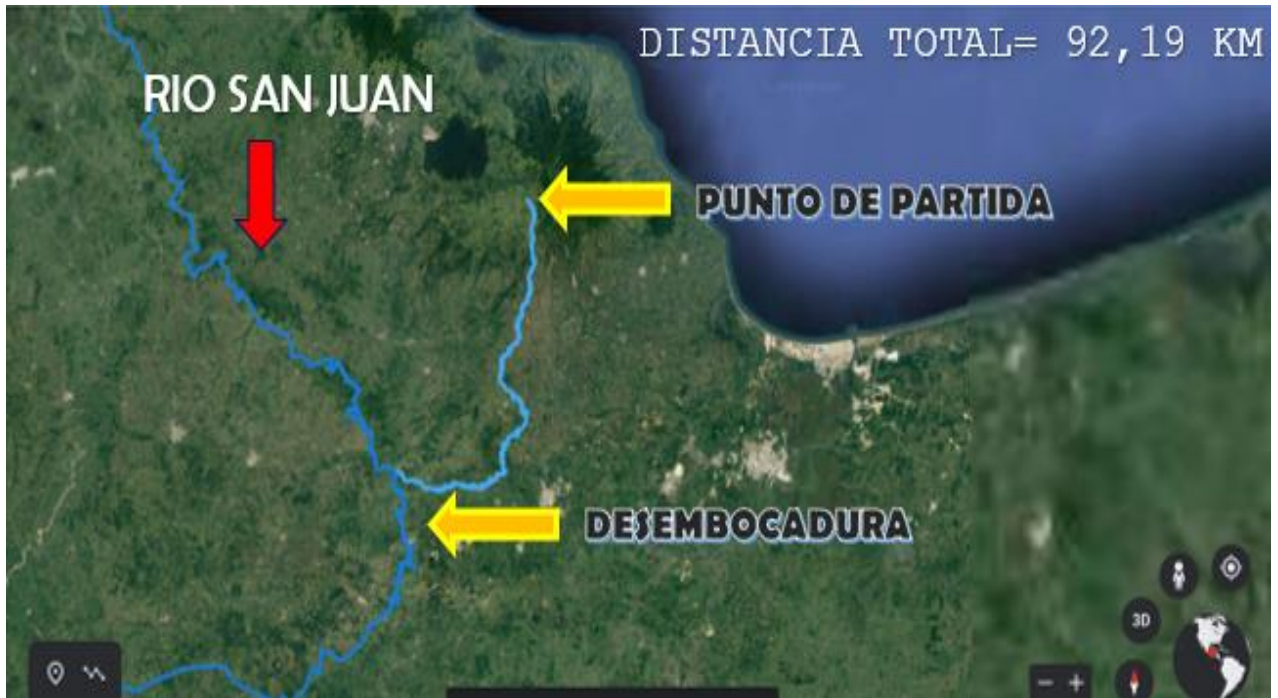 DISTANCIA TOTAL= 92,19 KM
RIO SAN JUAN
PUNTO DE PARTIDA
DESEMBOCADURA
3D